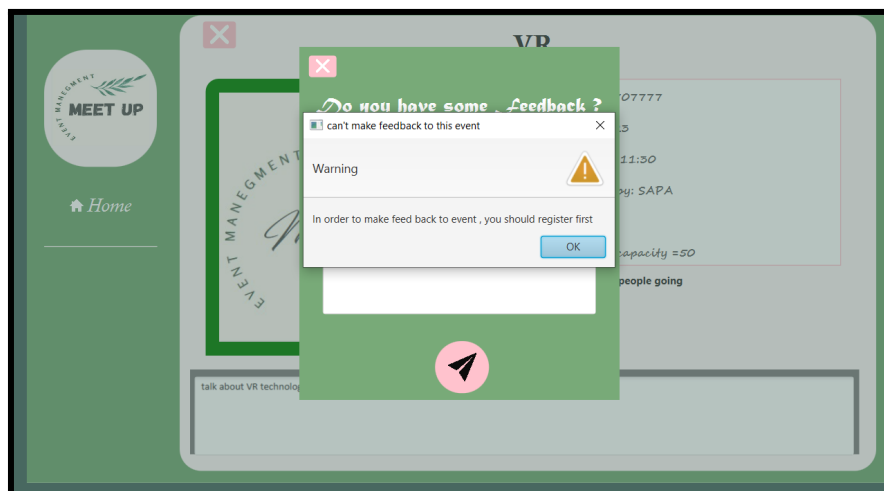 VR
EVENT MANEGMENT
MEET UP
Home
Do you have some Feedback ?
can't make feedback to this event
Warning
In order to make feed back to event , you should register first
OK
EVENT MANEGMENT
07777
11:30
by: SAPA
capacity =50
people going
talk about VR